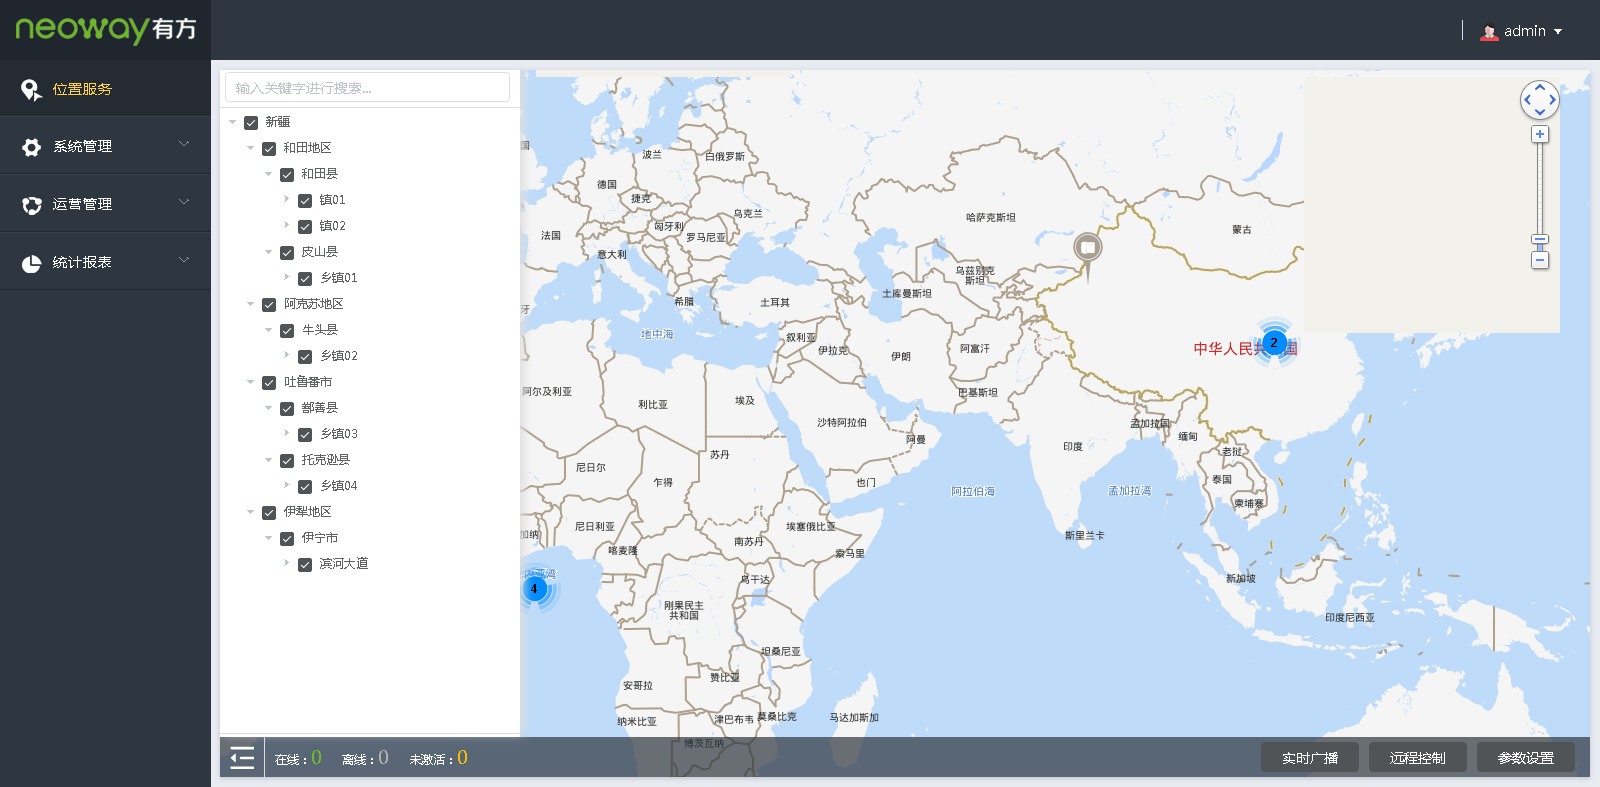 neoway有方
admin
位置服务
系统管理
运营管理
统计报表
输入关键字进行搜索...
新疆
和田地区
和田县
镇01
镇02
皮山县
乡镇01
阿克苏地区
牛头县
乡镇02
吐鲁番市
鄯善县
乡镇03
托克逊县
乡镇04
伊犁地区
伊宁市
滨河大道
国
波兰
白俄罗斯
德国
捷克
乌克兰
匈牙利
法国
罗马尼亚
意大利
哈萨克斯坦
蒙古
乌兹别克
斯坦
土库曼斯坦
牙
希腊
土耳其
地中海
叙利亚
伊拉克
伊朗
阿富汗
中华人民共
国
2
阿尔及利亚
利比亚
埃及
巴基斯坦
沙特阿拉伯
阿曼
孟加拉国
缅甸
印度
老挝
苏丹
尼日尔
乍得
也门
泰国
阿拉伯海
孟加拉湾
柬埔寨
加纳
尼日利亚
埃塞俄比亚
南苏丹
喀麦隆
索马里
斯里兰卡
乌干达
新加坡
内亚湾
4
刚果民主
共和国
印度尼西亚
坦桑尼亚
赞比亚
安哥拉
纳米比亚
津巴布韦
莫桑比克
马达加斯加
博茨瓦纳
在线：0
离线：0
未激活：0
实时广播
远程控制
参数设置